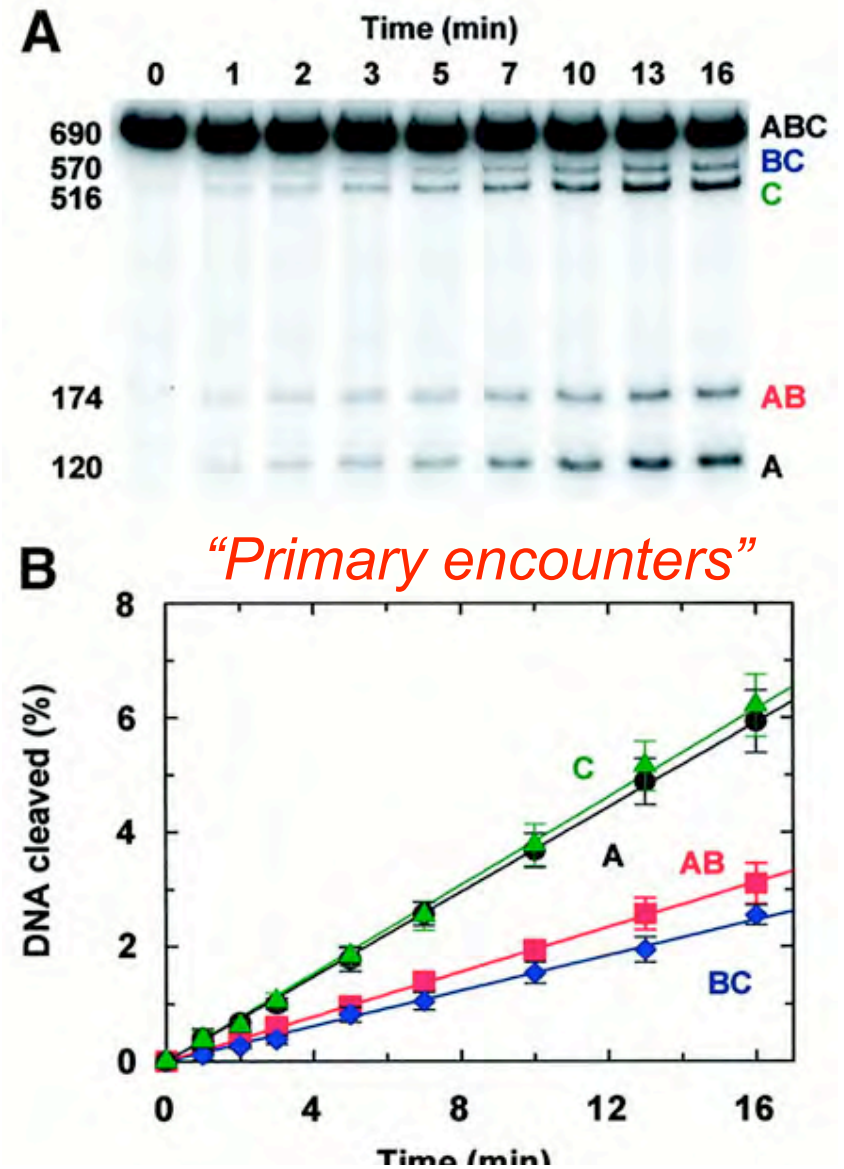 A
Time (min)
0 1 2 3 5 7 10 13 16
690 ABC
570 BC
516 C
174 AB
120 A
"Primary encounters"
B
8
6
4
2
0
DNA cleaved (%)
C
A
AB
BC
0 4 8 12 16
Time (min)